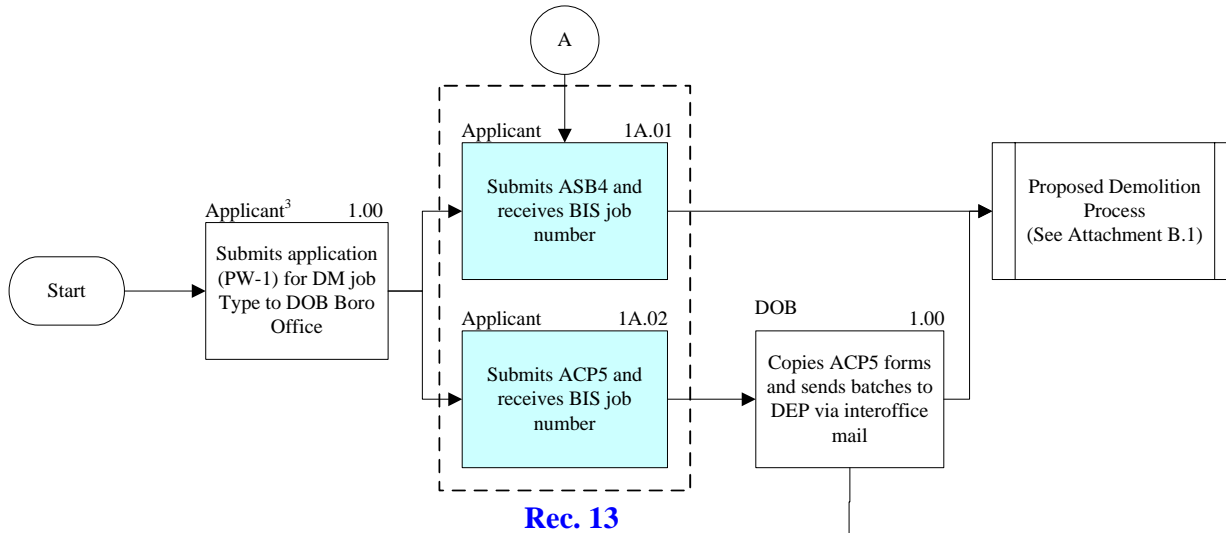 A
Applicant 1A.01
Submits ASB4 and
receives BIS job
number
Proposed Demolition
Process
(See Attachment B.1)
Applicant³ 1.00
Submits application
(PW-1) for DM job
Type to DOB Boro
Office
Start
Applicant 1A.02
Submits ACP5 and
receives BIS job
number
DOB 1.00
Copies ACP5 forms
and sends batches to
DEP via interoffice
mail
Rec. 13